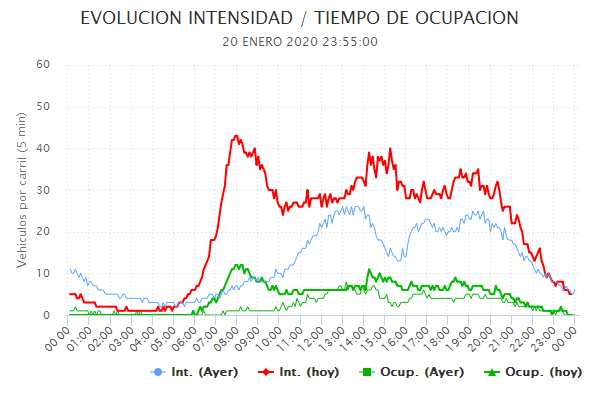 EVOLUCION INTENSIDAD / TIEMPO DE OCUPACION
20 ENERO 2020 23:55:00
Vehiculos por carril (5 min)
60
50
40
30
20
10
0
00:00 01:00 02:00 03:00 04:00 05:00 06:00 07:00 08:00 09:00 10:00 11:00 12:00 13:00 14:00 15:00 16:00 17:00 18:00 19:00 20:00 21:00 22:00 23:00 00:00
Int. (Ayer) Int. (hoy) Ocup. (Ayer) Ocup. (hoy)